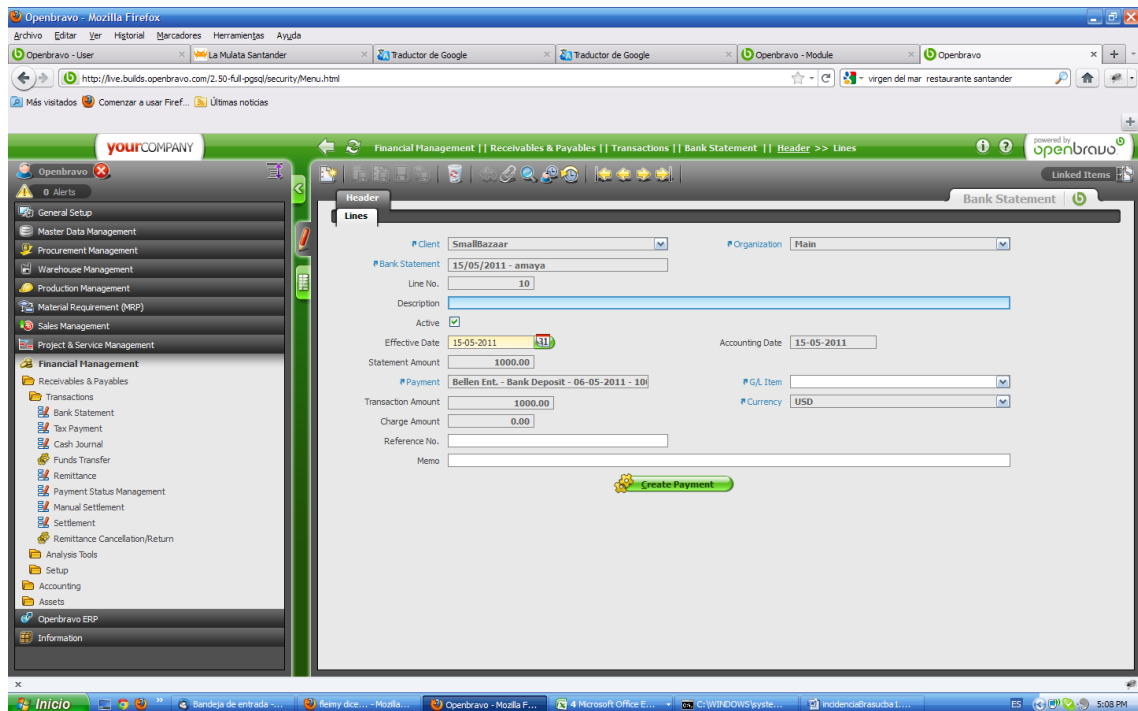 Openbravo - Mozilla Firefox
Archivo Editar Ver Historial Marcadores Herramientas Ayuda
Openbravo - User
La Mulata Santander
Traductor de Google
Traductor de Google
Openbravo - Module
Openbravo
http://live.builds.openbravo.com/2.50-full-pgsql/security/Menu.html
virgen del mar restaurante santander
Más visitados Comenzar a usar Firef... Últimas noticias
yourCOMPANY
Financial Management || Receivables & Payables || Transactions || Bank Statement || Header >> Lines
powered by openbravo
Openbravo
0 Alerts
Linked Items
General Setup
Master Data Management
Procurement Management
Warehouse Management
Production Management
Material Requirement (MRP)
Sales Management
Project & Service Management
Financial Management
Receivables & Payables
Transactions
Bank Statement
Tax Payment
Cash Journal
Funds Transfer
Remittance
Payment Status Management
Manual Settlement
Settlement
Remittance Cancellation/Return
Analysis Tools
Setup
Accounting
Assets
Openbravo ERP
Information
Header
Bank Statement
Lines
Client SmallBazaar Organization Main
Bank Statement 15/05/2011 - amaya
Line No. 10
Description
Active
Effective Date 15-05-2011 31 Accounting Date 15-05-2011
Statement Amount 1000.00
Payment Bellen Ent. - Bank Deposit - 06-05-2011 - G/L Item
Transaction Amount 1000.00 Currency USD
Charge Amount 0.00
Reference No.
Memo
Create Payment
x
Inicio
Bandeja de entrada -...
fleimy dice... - Mozilla...
Openbravo - Mozilla F...
4 Microsoft Office E...
C:\WINDOWS\syste...
incidenciaBrasucba1....
ES
5:08 PM